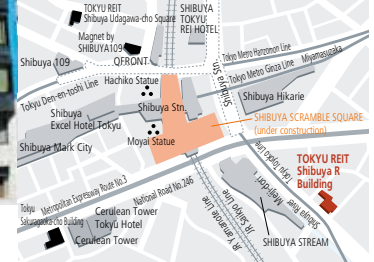 TOKYU REIT
Shibuya Udagawa-cho Square
SHIBUYA
TOKYU
REI HOTEL
Magnet by
SHIBUYA109
QFRONT
Shibuya 109
Hachiko Statue
Shibuya Stn.
Tokyo Metro Hanzomon Line
Miyamasuzaka
Tokyo Metro Ginza Line
Tokyu Den-en-toshi Line
Shibuya Stn.
Shibuya Hikarie
Shibuya
Excel Hotel Tokyu
SHIBUYA SCRAMBLE SQUARE
(under construction)
Moyai Statue
Shibuya Mark City
Tokyu Toyoko Line
Meiji-dori
TOKYU REIT
Shibuya R
Building
Metropolitan Expressway Route No.3
National Road No.246
Shibuya River
Tokyu
Sakuragaoka-cho Building
Cerulean Tower
Tokyu Hotel
Cerulean Tower
JR Yamanote Line
JR Saikyo Line
SHIBUYA STREAM